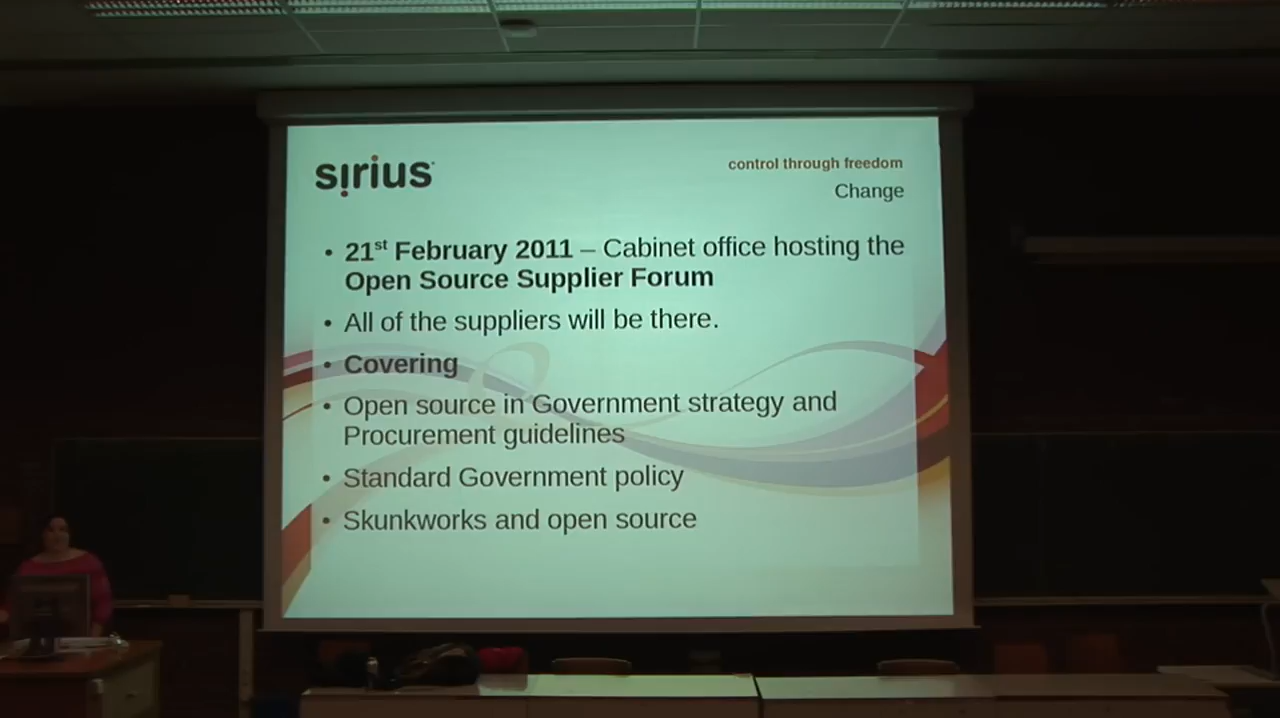 sirius
control through freedom
Change
• 21st February 2011 – Cabinet office hosting the
Open Source Supplier Forum
• All of the suppliers will be there.
• Covering
• Open source in Government strategy and
Procurement guidelines
• Standard Government policy
• Skunkworks and open source